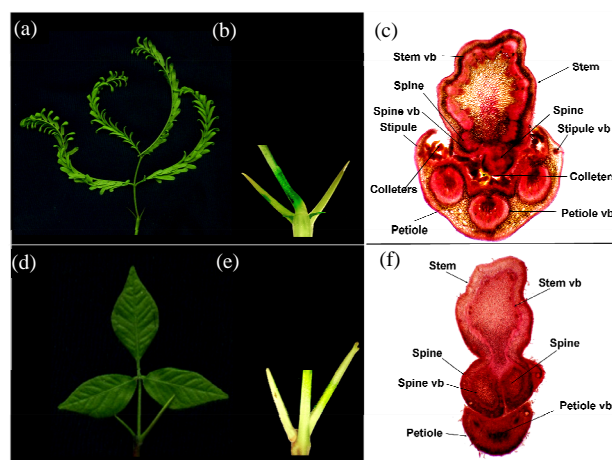 (a)
(b)
(c)
Stem vb
Stem
Spine
Spine vb
Spine
Stipule
Stipule vb
Colleters
Colleters
Petiole
Petiole vb
(d)
(e)
(f)
Stem
Stem vb
Spine
Spine
Spine vb
Petiole vb
Petiole